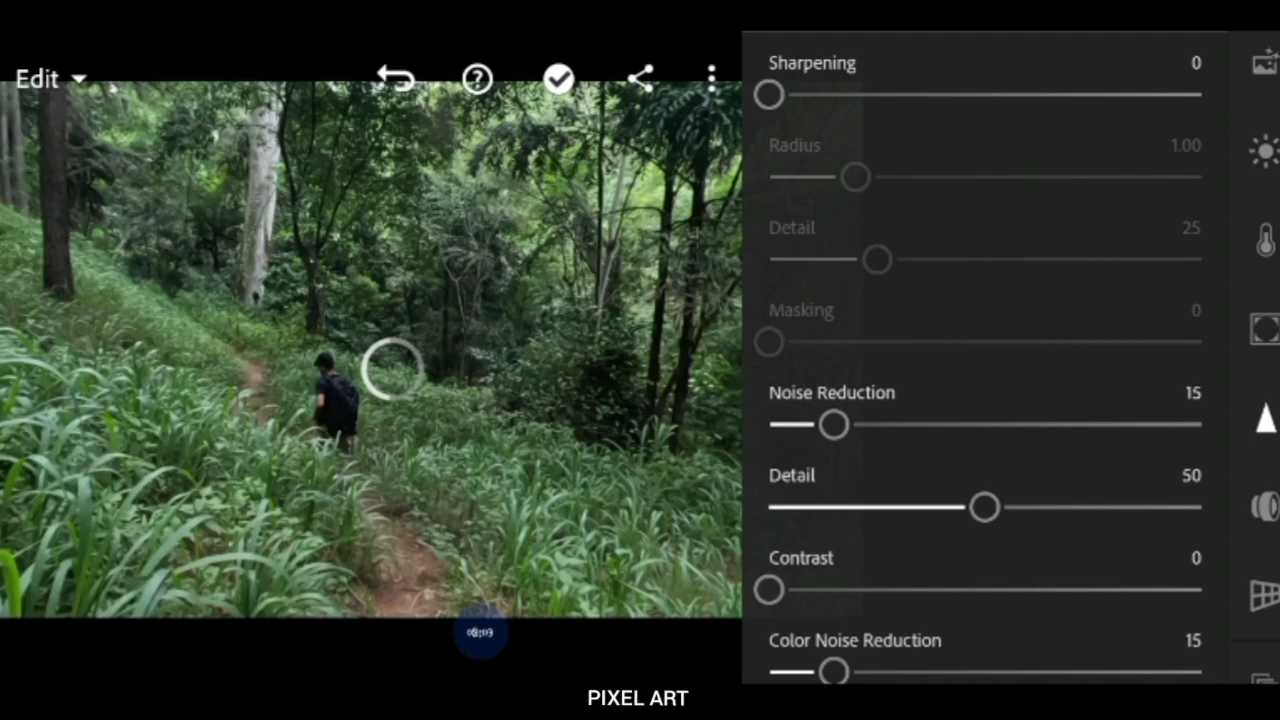 Edit
Sharpening 0
Radius 1.00
Detail 25
Masking 0
Noise Reduction 15
Detail 50
Contrast 0
Color Noise Reduction 15
PIXEL ART